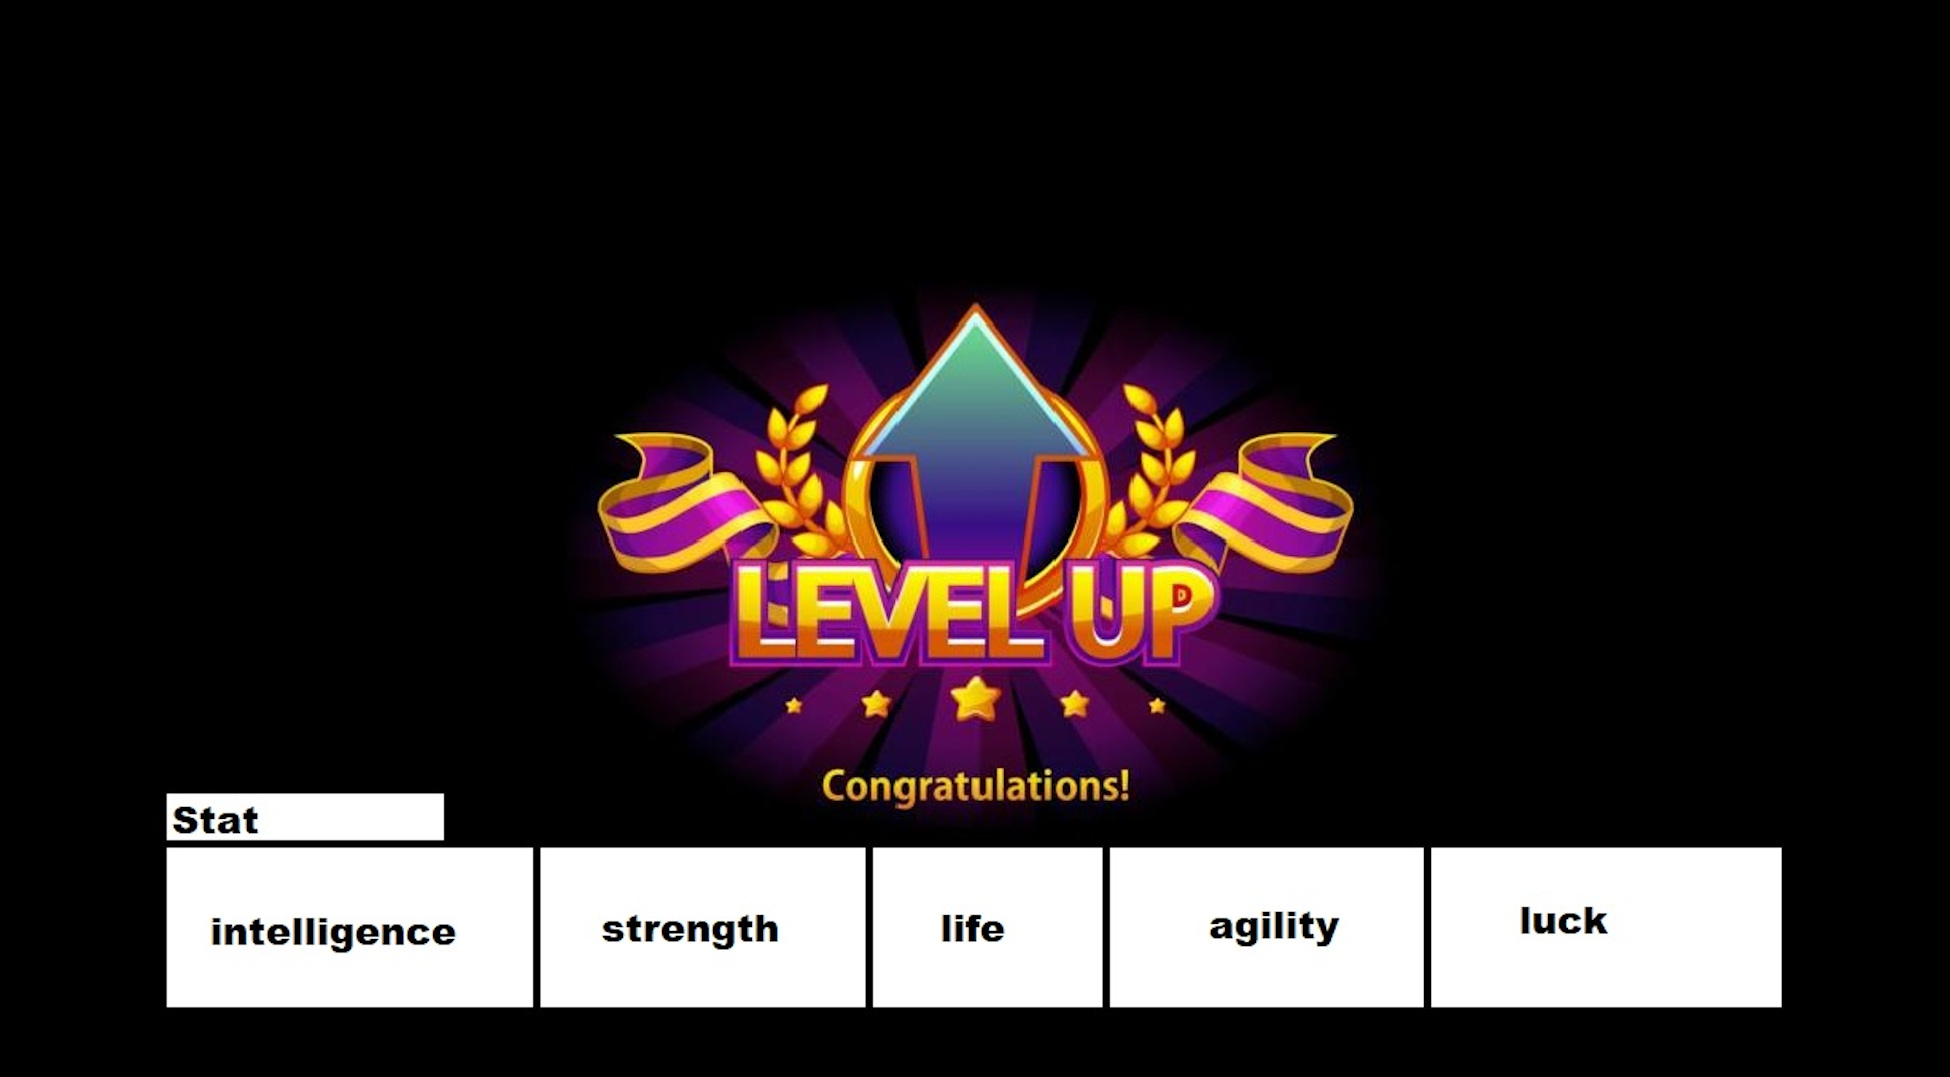 LEVEL UP
Congratulations!
Stat
intelligence
strength
life
agility
luck